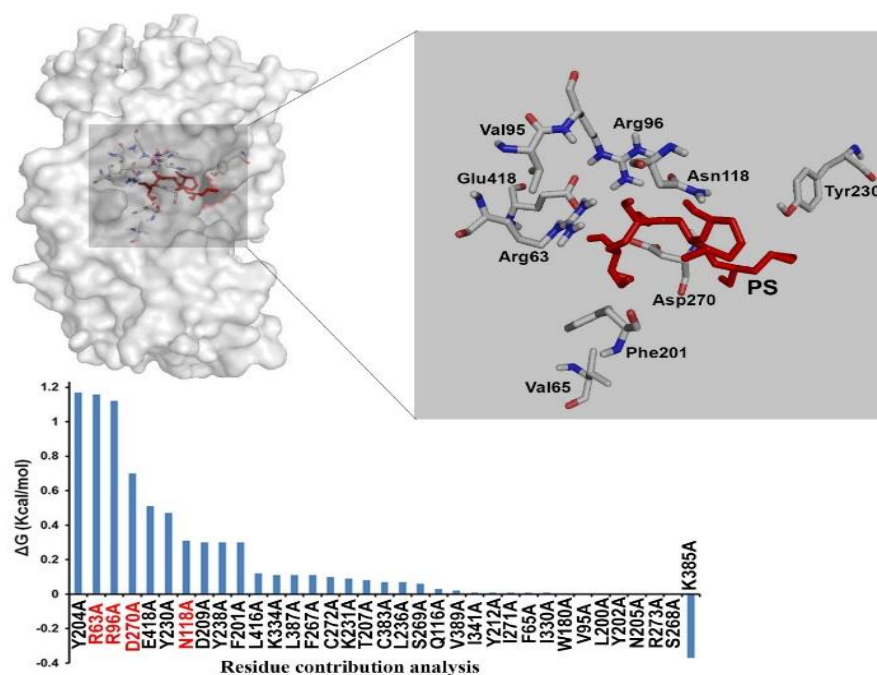 Val95
Arg96
Glu418
Asn118
Tyr230
Arg63
Asp270
PS
Phe201
Val65
1.2
1
0.8
0.6
0.4
0.2
0
-0.2
-0.4
ΔG (Kcal/mol)
Y204A
R63A
R96A
D270A
E418A
Y230A
N118A
D209A
Y238A
F201A
L416A
K334A
L387A
F267A
C272A
K231A
T207A
C383A
L236A
S269A
Q116A
V389A
I341A
Y212A
I271A
F65A
I330A
W180A
V95A
L200A
Y202A
N205A
R273A
S268A
K385A
Residue contribution analysis